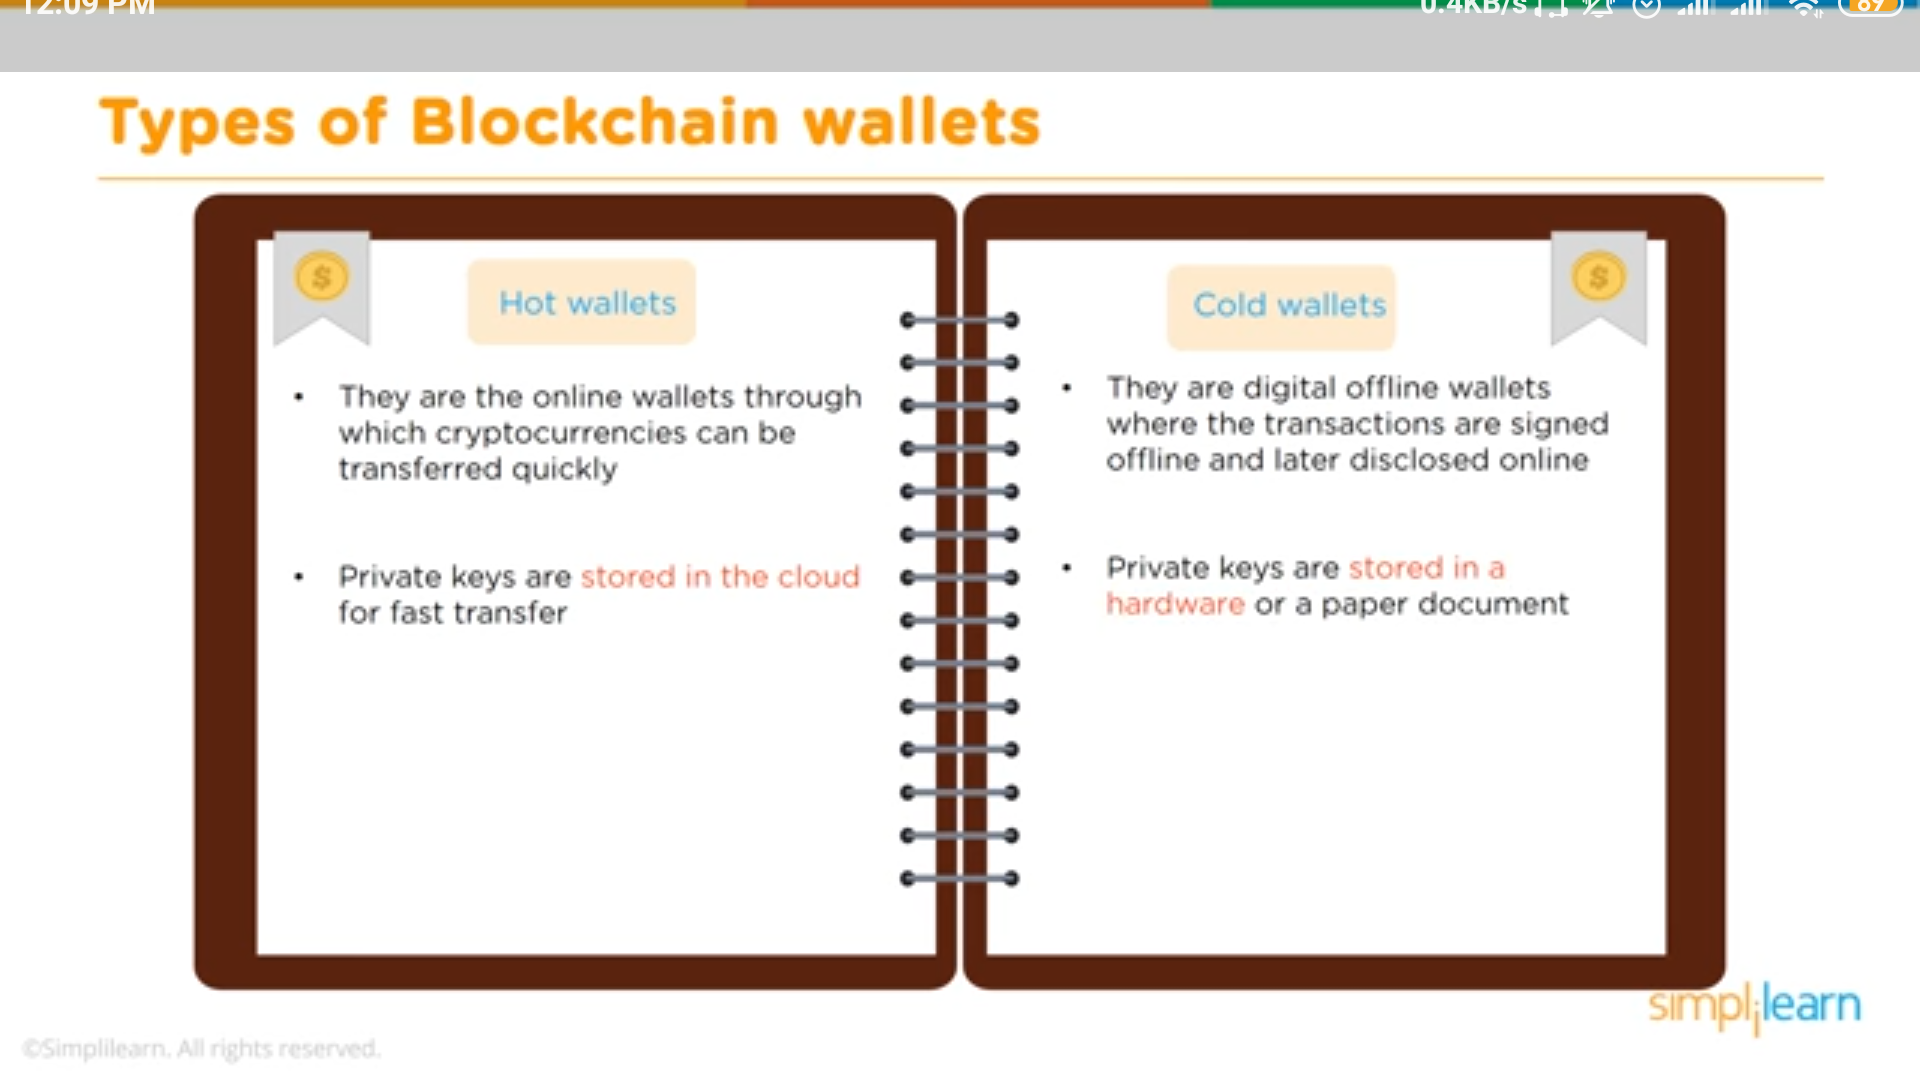 12:09 PM
0.4KB/s
89
Types of Blockchain wallets
Hot wallets
• They are the online wallets through
which cryptocurrencies can be
transferred quickly
• Private keys are stored in the cloud
for fast transfer
Cold wallets
• They are digital offline wallets
where the transactions are signed
offline and later disclosed online
• Private keys are stored in a
hardware or a paper document
simplilearn
©Simplilearn. All rights reserved.